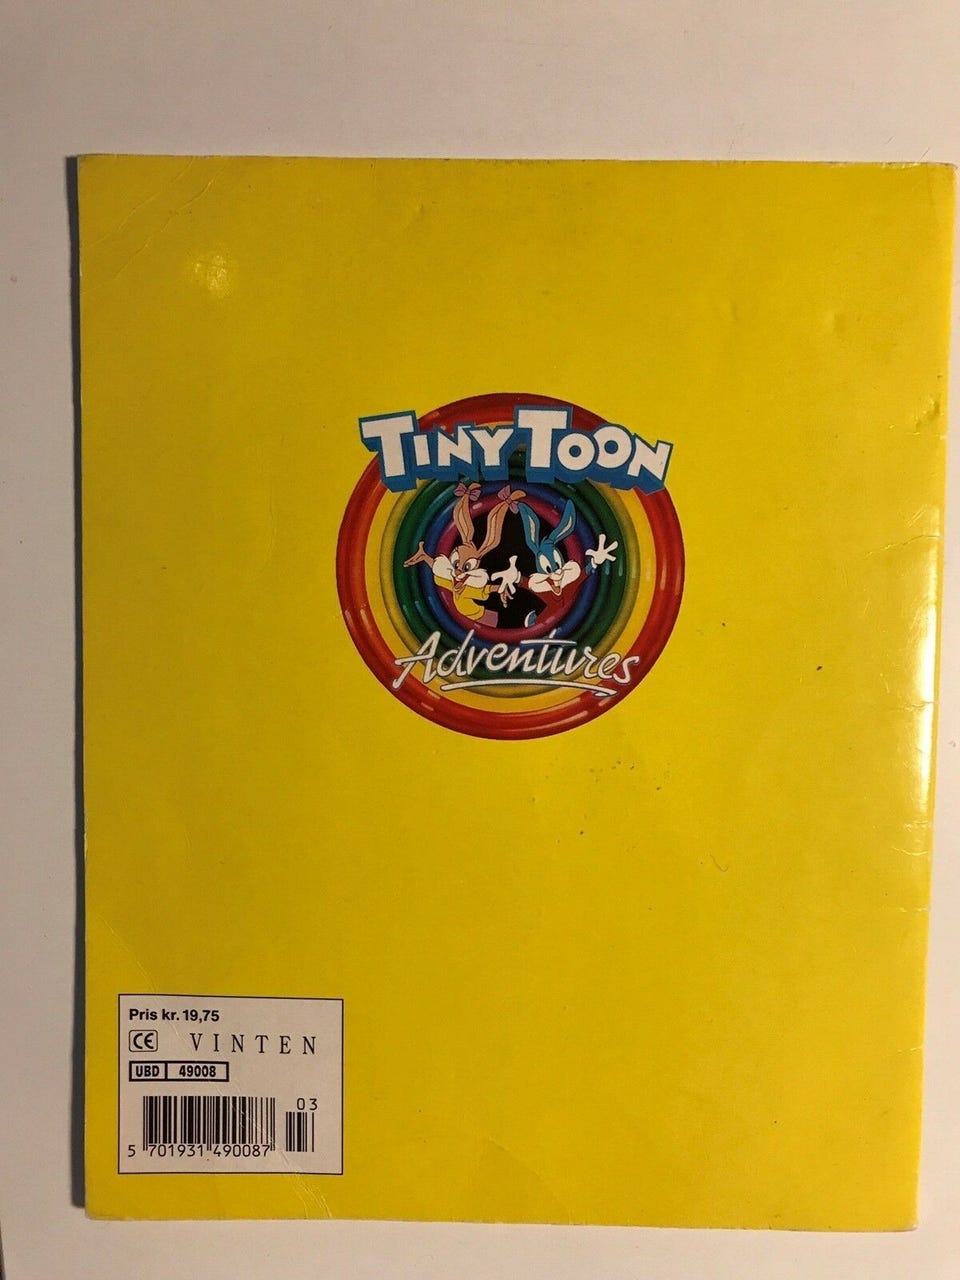 TINY TOON
Adventures
Pris kr. 19,75
CE VINTEN
UBD 49008
03
5 701931 490087